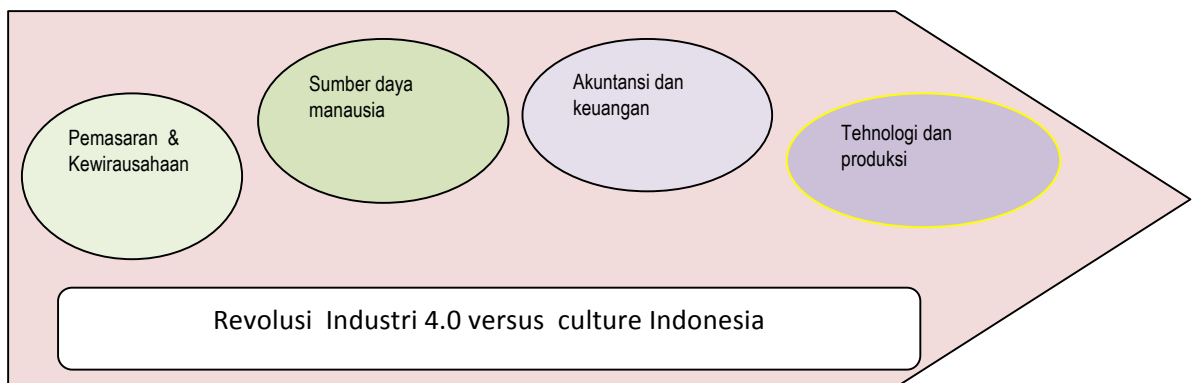 Pemasaran & 
Kewirausahaan
Sumber daya
manausia
Akuntansi dan
keuangan
Tehnologi dan
produksi
Revolusi Industri 4.0 versus culture Indonesia